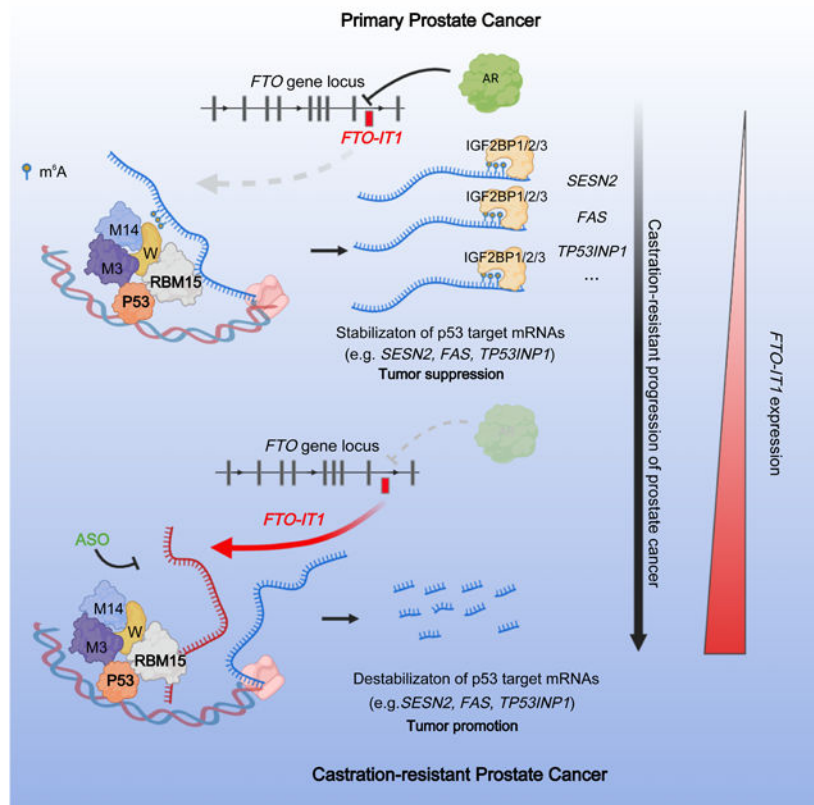 Primary Prostate Cancer
FTO gene locus
AR
FTO-IT1
m⁶A
IGF2BP1/2/3
SESN2
IGF2BP1/2/3
FAS
IGF2BP1/2/3
TP53INP1
...
M14
W
M3
RBM15
P53
Stabilizaton of p53 target mRNAs
(e.g. SESN2, FAS, TP53INP1)
Tumor suppression
Castration-resistant progression of prostate cancer
FTO-IT1 expression
FTO gene locus
FTO-IT1
ASO
M14
W
M3
RBM15
P53
Destabilizaton of p53 target mRNAs
(e.g.SESN2, FAS, TP53INP1)
Tumor promotion
Castration-resistant Prostate Cancer